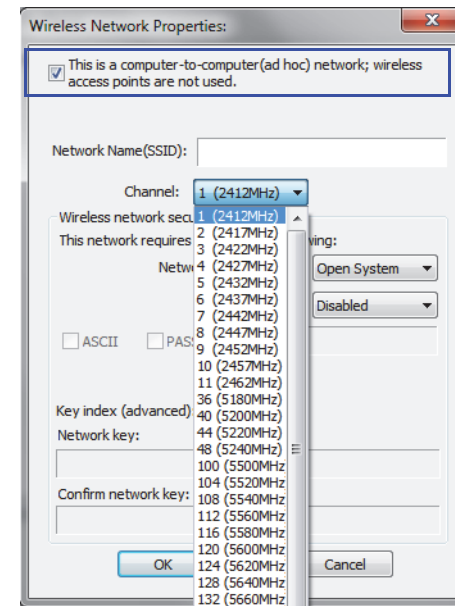 Wireless Network Properties:
This is a computer-to-computer(ad hoc) network; wireless
access points are not used.
Network Name(SSID):
Channel: 1 (2412MHz)
Wireless network secu
This network requires wing:
Netw Open System
Disabled
ASCII PAS
Key index (advanced):
Network key:
Confirm network key:
1 (2412MHz)
2 (2417MHz)
3 (2422MHz)
4 (2427MHz)
5 (2432MHz)
6 (2437MHz)
7 (2442MHz)
8 (2447MHz)
9 (2452MHz)
10 (2457MHz)
11 (2462MHz)
36 (5180MHz)
40 (5200MHz)
44 (5220MHz)
48 (5240MHz)
100 (5500MHz
104 (5520MHz
108 (5540MHz
112 (5560MHz
116 (5580MHz
120 (5600MHz
124 (5620MHz
128 (5640MHz
132 (5660MHz
OK Cancel